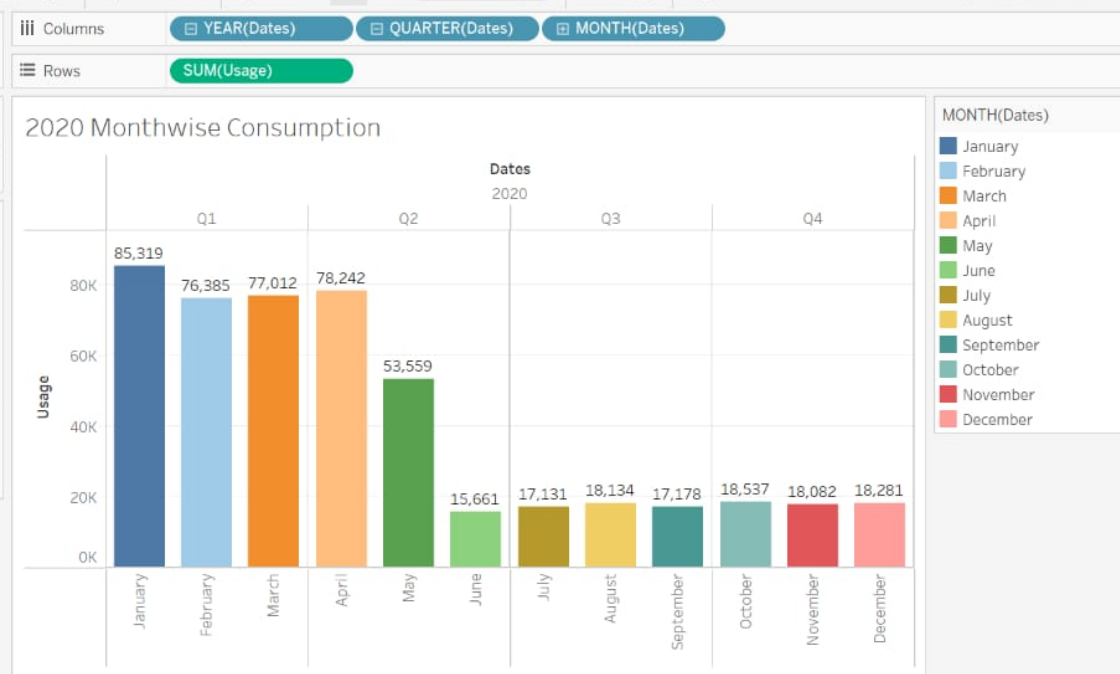 Columns YEAR(Dates) QUARTER(Dates) MONTH(Dates)
Rows SUM(Usage)
2020 Monthwise Consumption
Dates
2020
Q1 Q2 Q3 Q4
85,319 76,385 77,012 78,242 53,559 15,661 17,131 18,134 17,178 18,537 18,082 18,281
80K
60K
40K
20K
0K
Usage
January February March April May June July August September October November December
MONTH(Dates)
January
February
March
April
May
June
July
August
September
October
November
December